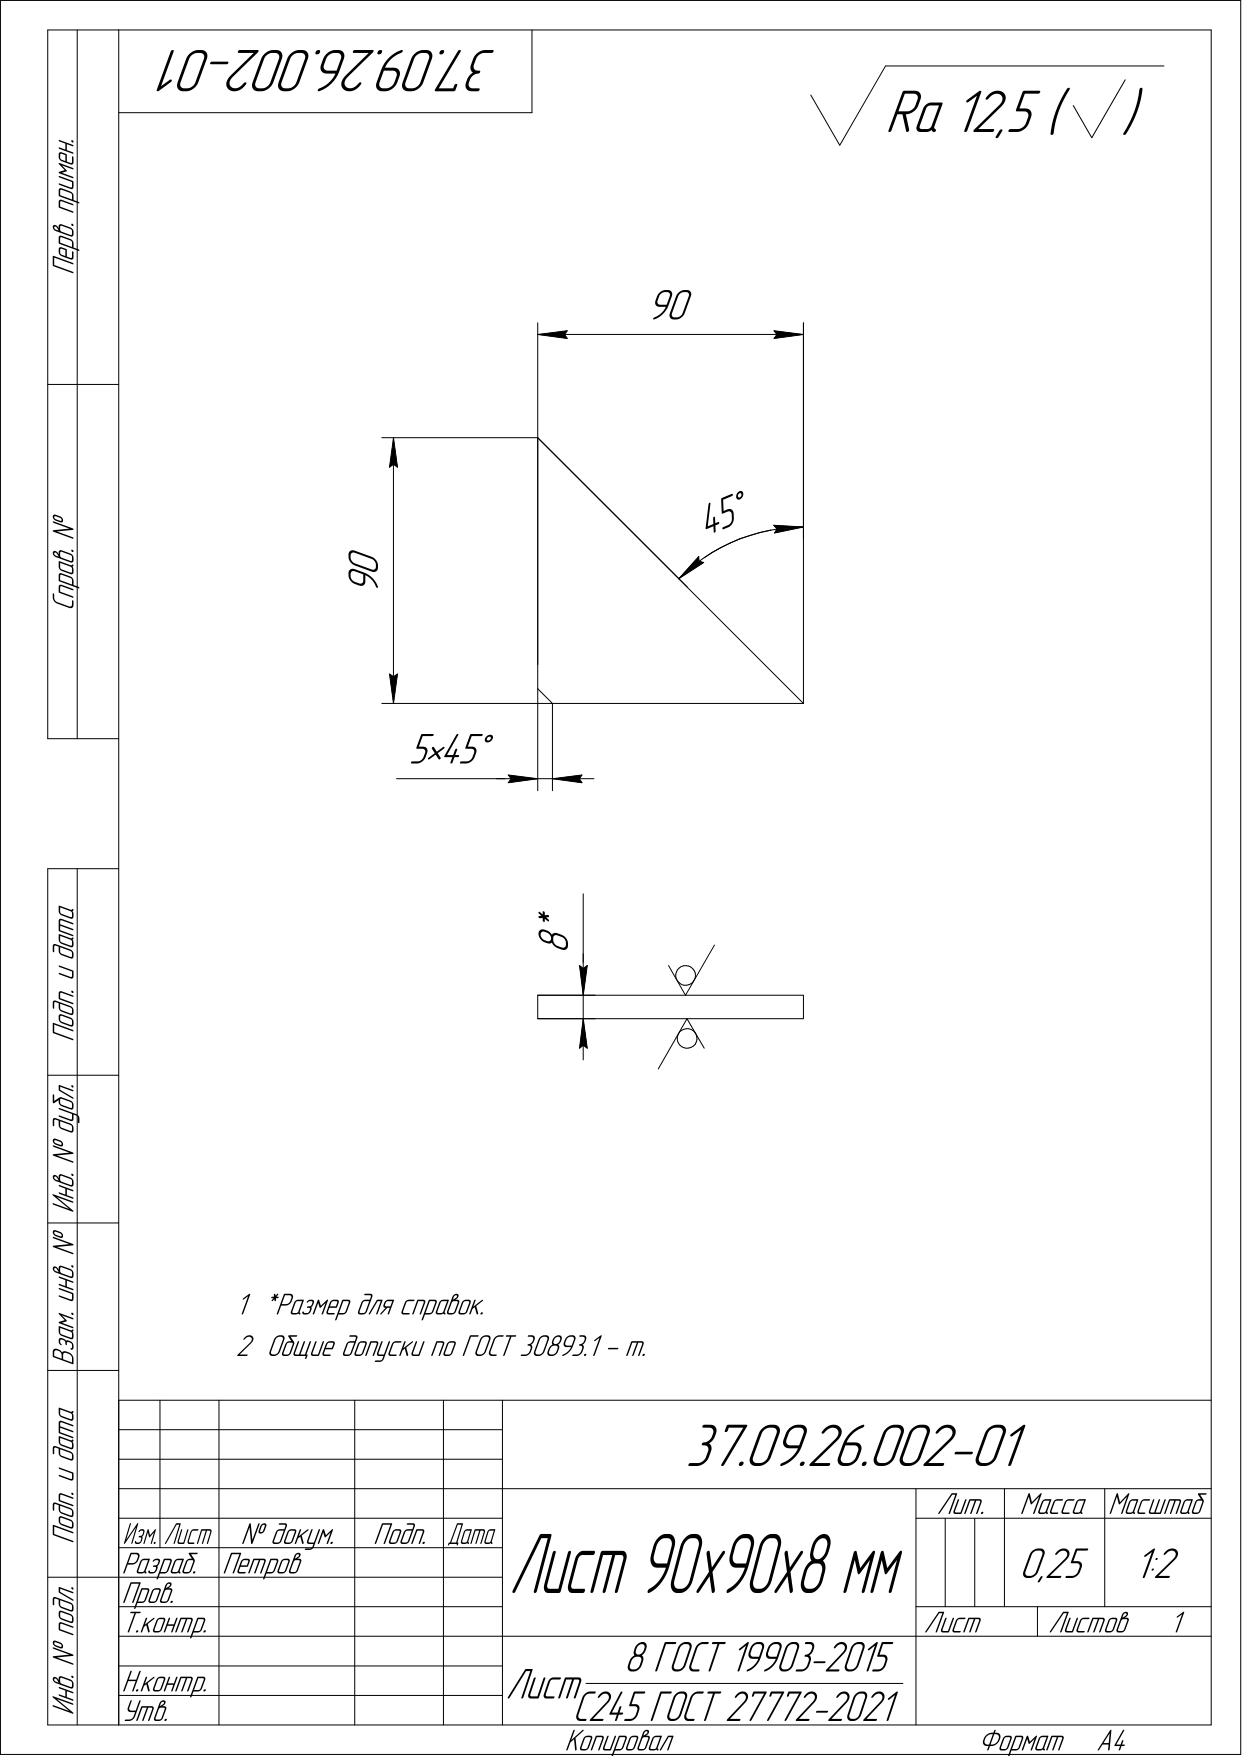 37.09.26.002-01
Ra 12,5 (√)
Перв. примен.
Справ. №
90
90
45°
5×45°
8*
Подп. и дата
Инв. № дубл.
Взам. инв. №
Подп. и дата
Инв. № подл.
1 *Размер для справок.
2 Общие допуски по ГОСТ 30893.1 – m.
37.09.26.002-01
Лит. Масса Масштаб
Изм. Лист № докум. Подп. Дата
Разраб. Петров
Пров.
Т.контр.
Н.контр.
Утв.
Лист 90х90х8 мм
0,25 1:2
Лист Листов 1
Лист 8 ГОСТ 19903-2015
С245 ГОСТ 27772-2021
Копировал Формат А4